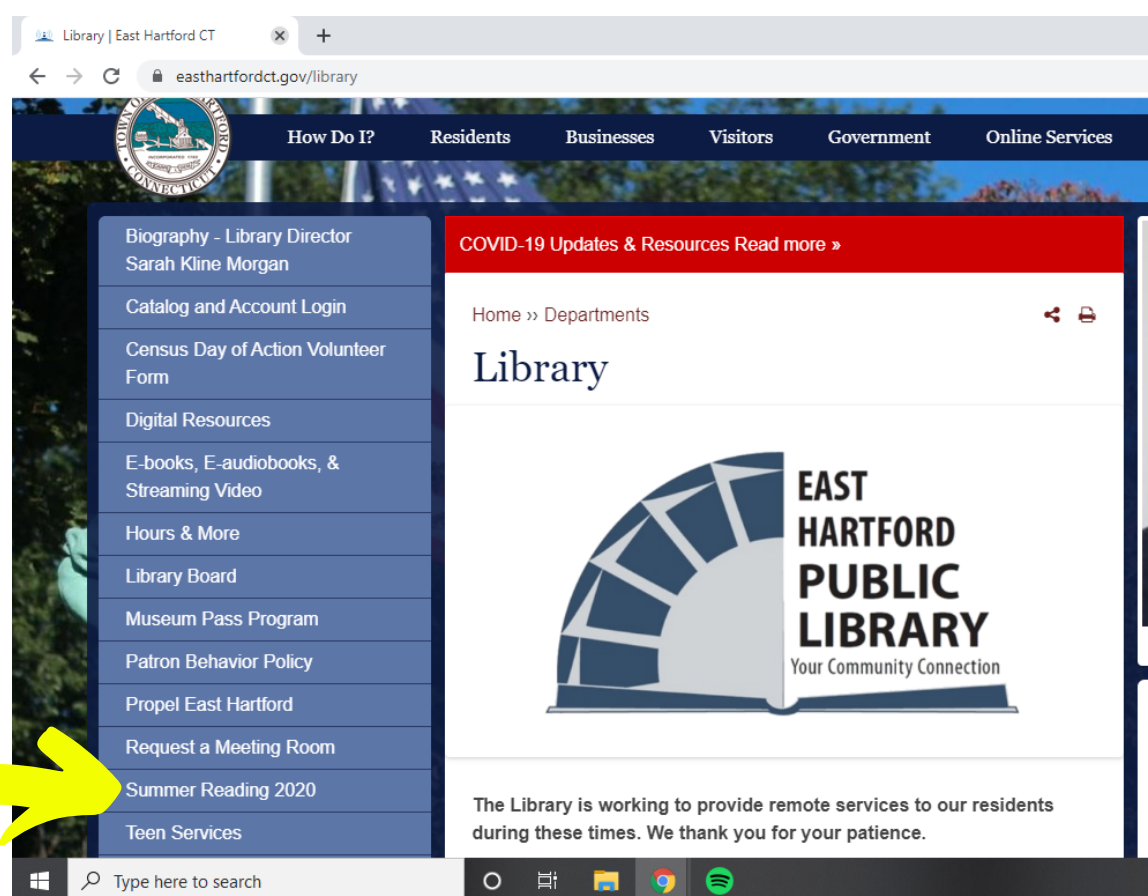 Library | East Hartford CT
easthartfordct.gov/library
How Do I? Residents Businesses Visitors Government Online Services
INCORPORATED 1783
CONNECTICUT
Biography - Library Director
Sarah Kline Morgan
Catalog and Account Login
Census Day of Action Volunteer
Form
Digital Resources
E-books, E-audiobooks, &
Streaming Video
Hours & More
Library Board
Museum Pass Program
Patron Behavior Policy
Propel East Hartford
Request a Meeting Room
Summer Reading 2020
Teen Services
COVID-19 Updates & Resources Read more »
Home ›› Departments
Library
EAST
HARTFORD
PUBLIC
LIBRARY
Your Community Connection
The Library is working to provide remote services to our residents
during these times. We thank you for your patience.
Type here to search